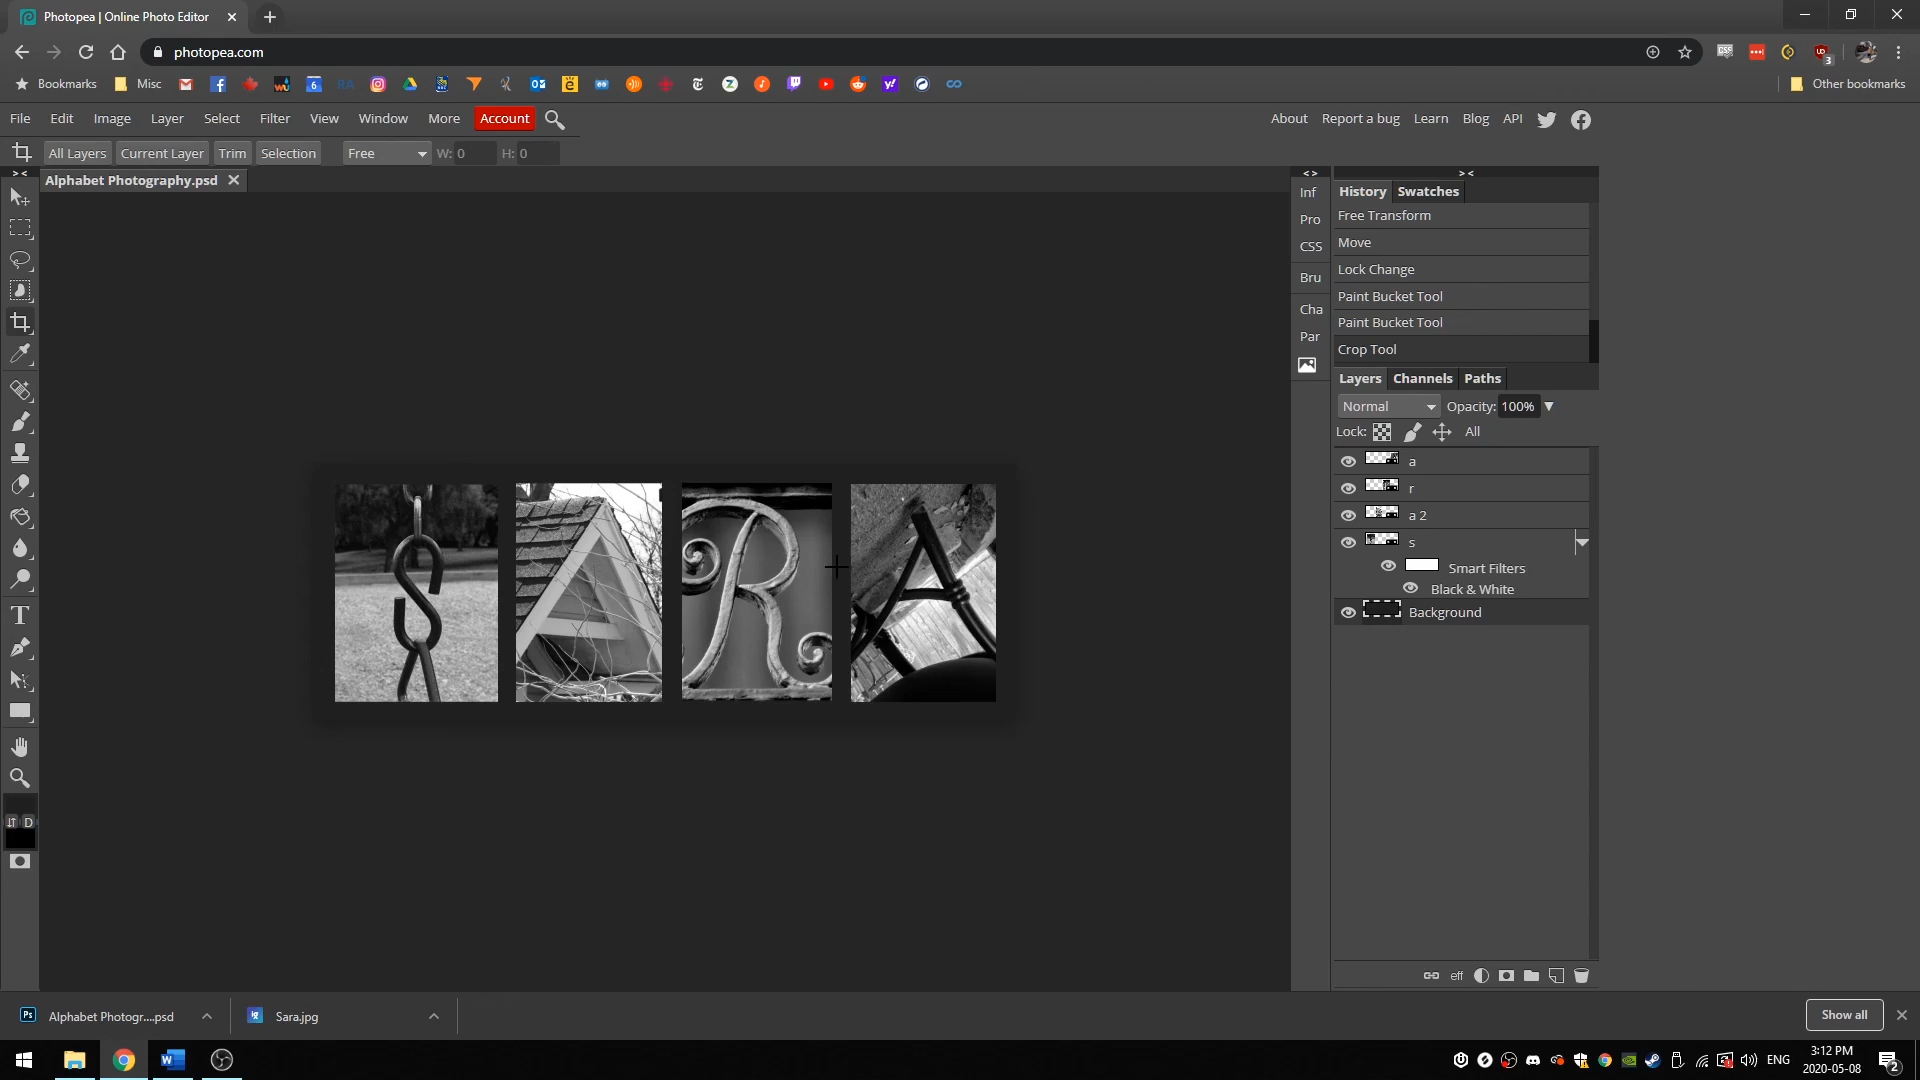 Photopea | Online Photo Editor
photopea.com
Bookmarks
Misc
Other bookmarks
File Edit Image Layer Select Filter View Window More Account
About Report a bug Learn Blog API
All Layers Current Layer Trim Selection Free W: 0 H: 0
Alphabet Photography.psd
Inf
Pro
CSS
Bru
Cha
Par
History Swatches
Free Transform
Move
Lock Change
Paint Bucket Tool
Paint Bucket Tool
Crop Tool
Layers Channels Paths
Normal Opacity: 100%
Lock: All
a
r
a 2
s
Smart Filters
Black & White
Background
eff
D
Alphabet Photogr....psd
Sara.jpg
Show all
ENG
3:12 PM
2020-05-08
2